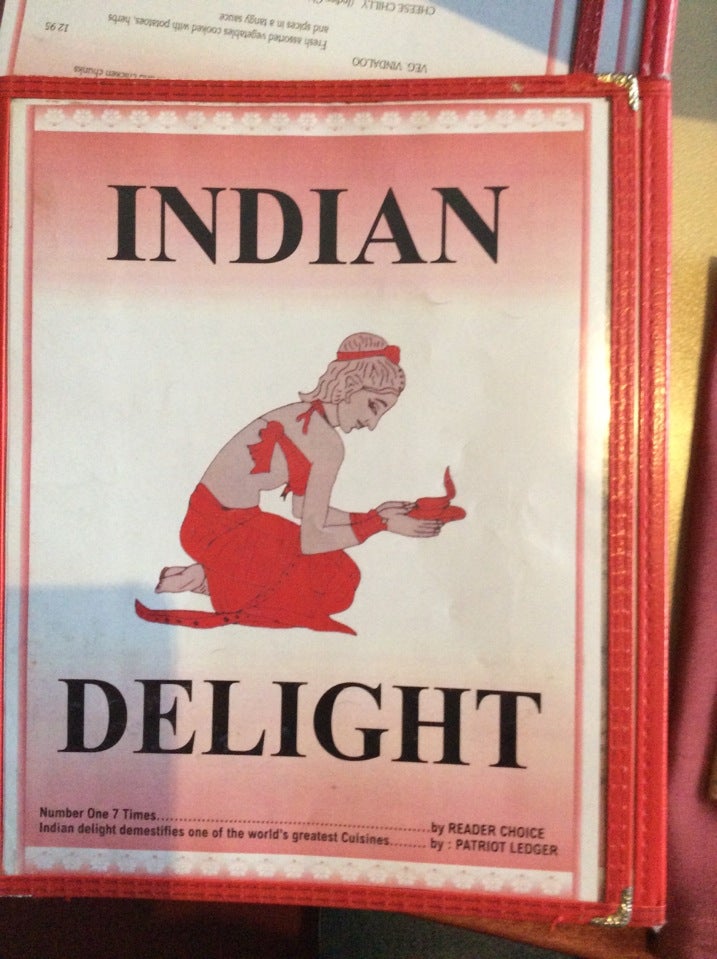 CHEESE CHILLY
Fresh assorted vegetables cooked with potatoes, herbs
and spices in a tangy sauce
12.95
VEG VINDALOO
chicken chunks
INDIAN
DELIGHT
Number One 7 Times.......................................................by READER CHOICE
Indian delight demestifies one of the world's greatest Cuisines........ by : PATRIOT LEDGER